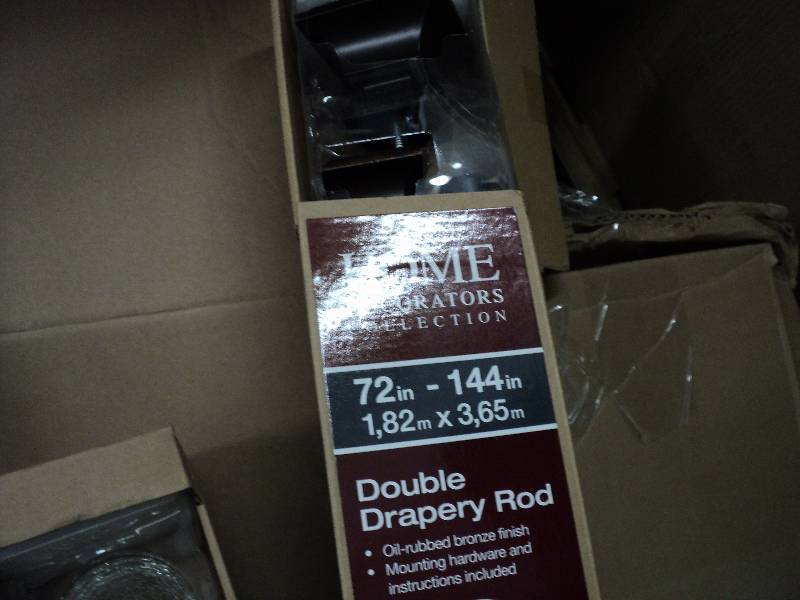 HOME
DECORATORS
COLLECTION
72in - 144in
1,82m x 3,65m
Double
Drapery Rod
• Oil-rubbed bronze finish
• Mounting hardware and
instructions included